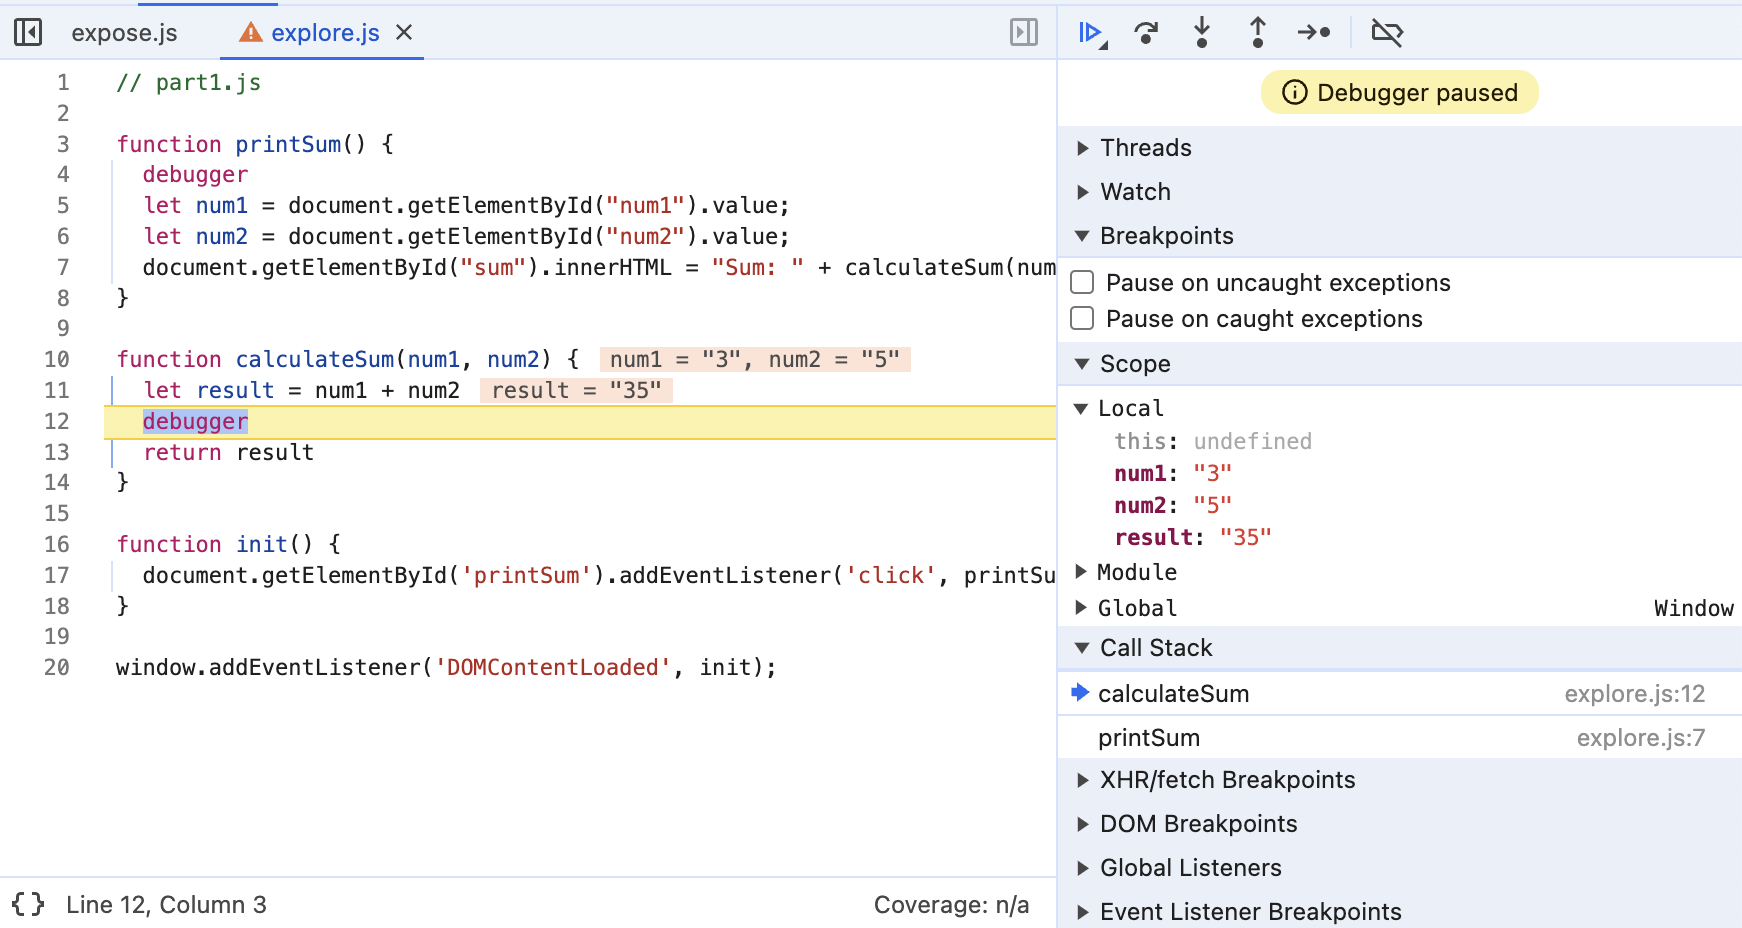 expose.js
explore.js
1 // part1.js
2
3 function printSum() {
4 debugger
5 let num1 = document.getElementById("num1").value;
6 let num2 = document.getElementById("num2").value;
7 document.getElementById("sum").innerHTML = "Sum: " + calculateSum(num
8 }
9
10 function calculateSum(num1, num2) { num1 = "3", num2 = "5"
11 let result = num1 + num2 result = "35"
12 debugger
13 return result
14 }
15
16 function init() {
17 document.getElementById('printSum').addEventListener('click', printSu
18 }
19
20 window.addEventListener('DOMContentLoaded', init);
{} Line 12, Column 3
Coverage: n/a
Debugger paused
Threads
Watch
Breakpoints
Pause on uncaught exceptions
Pause on caught exceptions
Scope
Local
this: undefined
num1: "3"
num2: "5"
result: "35"
Module
Global Window
Call Stack
calculateSum explore.js:12
printSum explore.js:7
XHR/fetch Breakpoints
DOM Breakpoints
Global Listeners
Event Listener Breakpoints